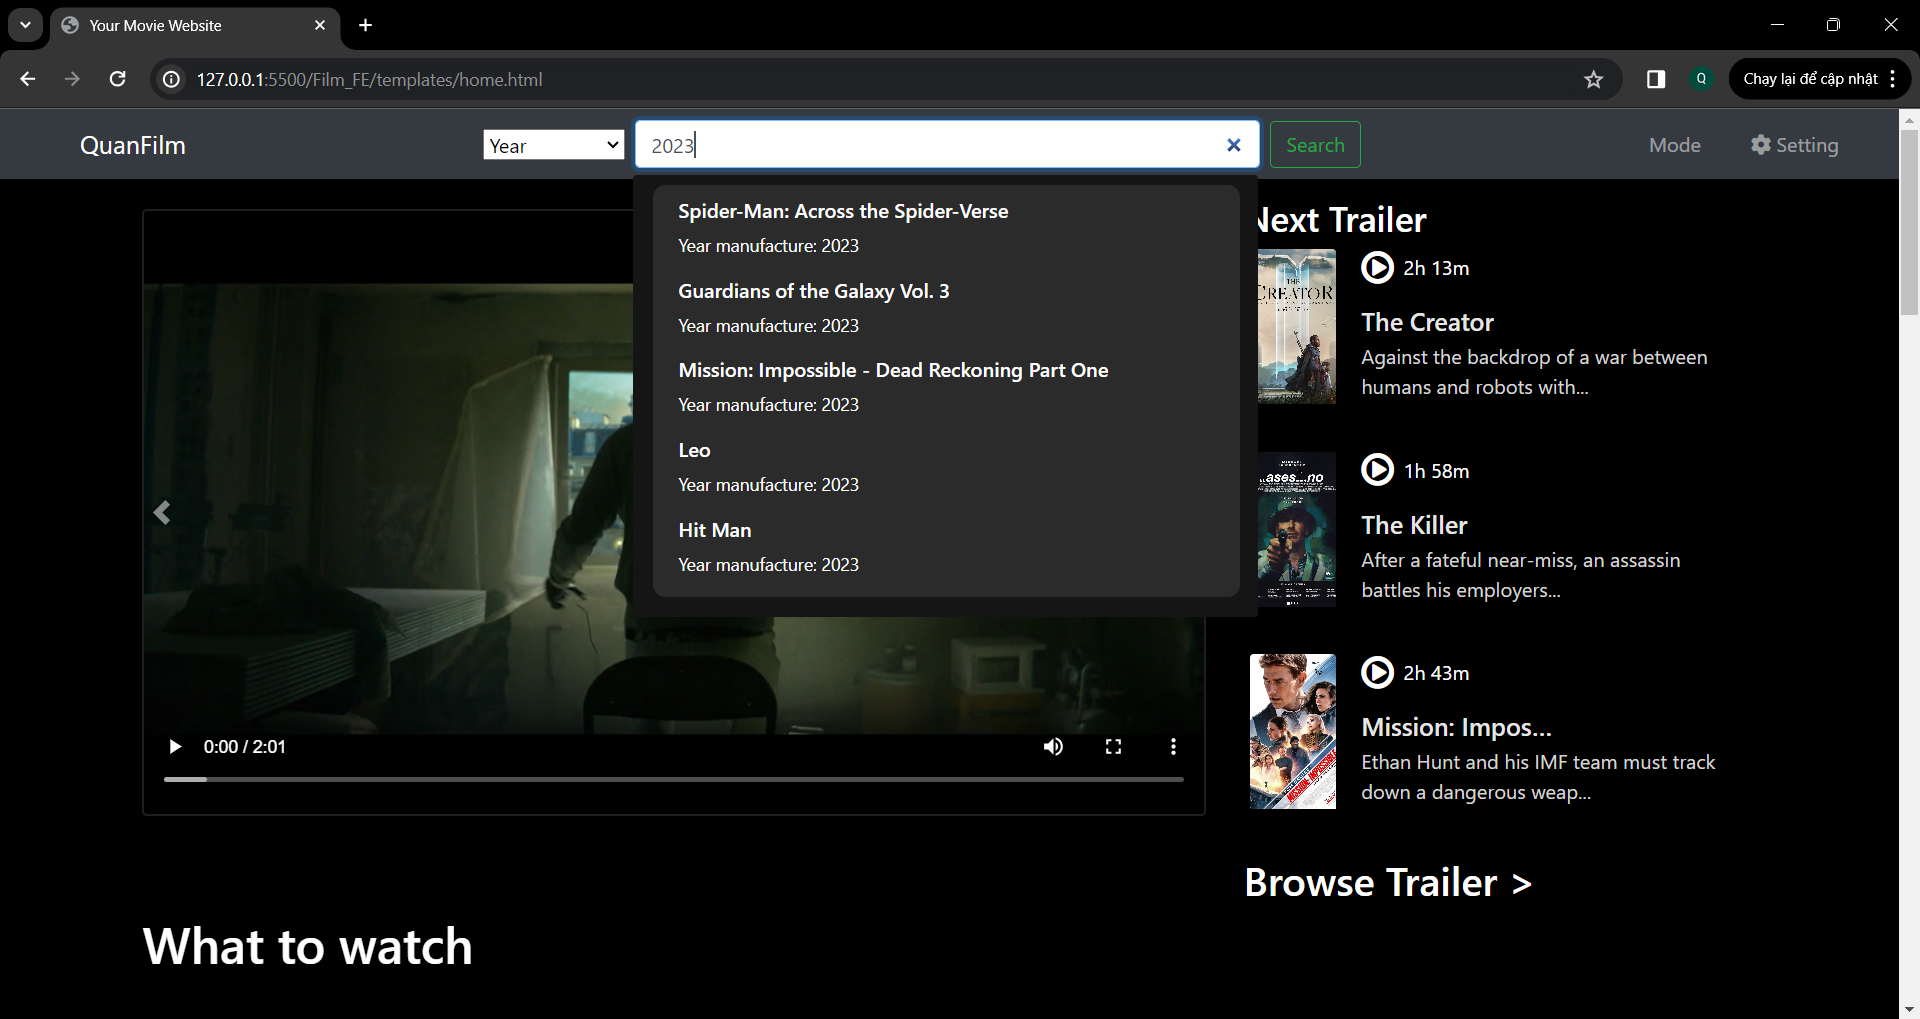 Your Movie Website
127.0.0.1:5500/Film_FE/templates/home.html
Q
Chạy lại để cập nhật
QuanFilm
Year
2023
Search
Mode
Setting
Spider-Man: Across the Spider-Verse
Year manufacture: 2023
Guardians of the Galaxy Vol. 3
Year manufacture: 2023
Mission: Impossible - Dead Reckoning Part One
Year manufacture: 2023
Leo
Year manufacture: 2023
Hit Man
Year manufacture: 2023
0:00 / 2:01
Next Trailer
THE
CREATOR
2h 13m
The Creator
Against the backdrop of a war between
humans and robots with...
1h 58m
The Killer
After a fateful near-miss, an assassin
battles his employers...
MISSION: IMPOSSIBLE
2h 43m
Mission: Impos...
Ethan Hunt and his IMF team must track
down a dangerous weap...
Browse Trailer >
What to watch